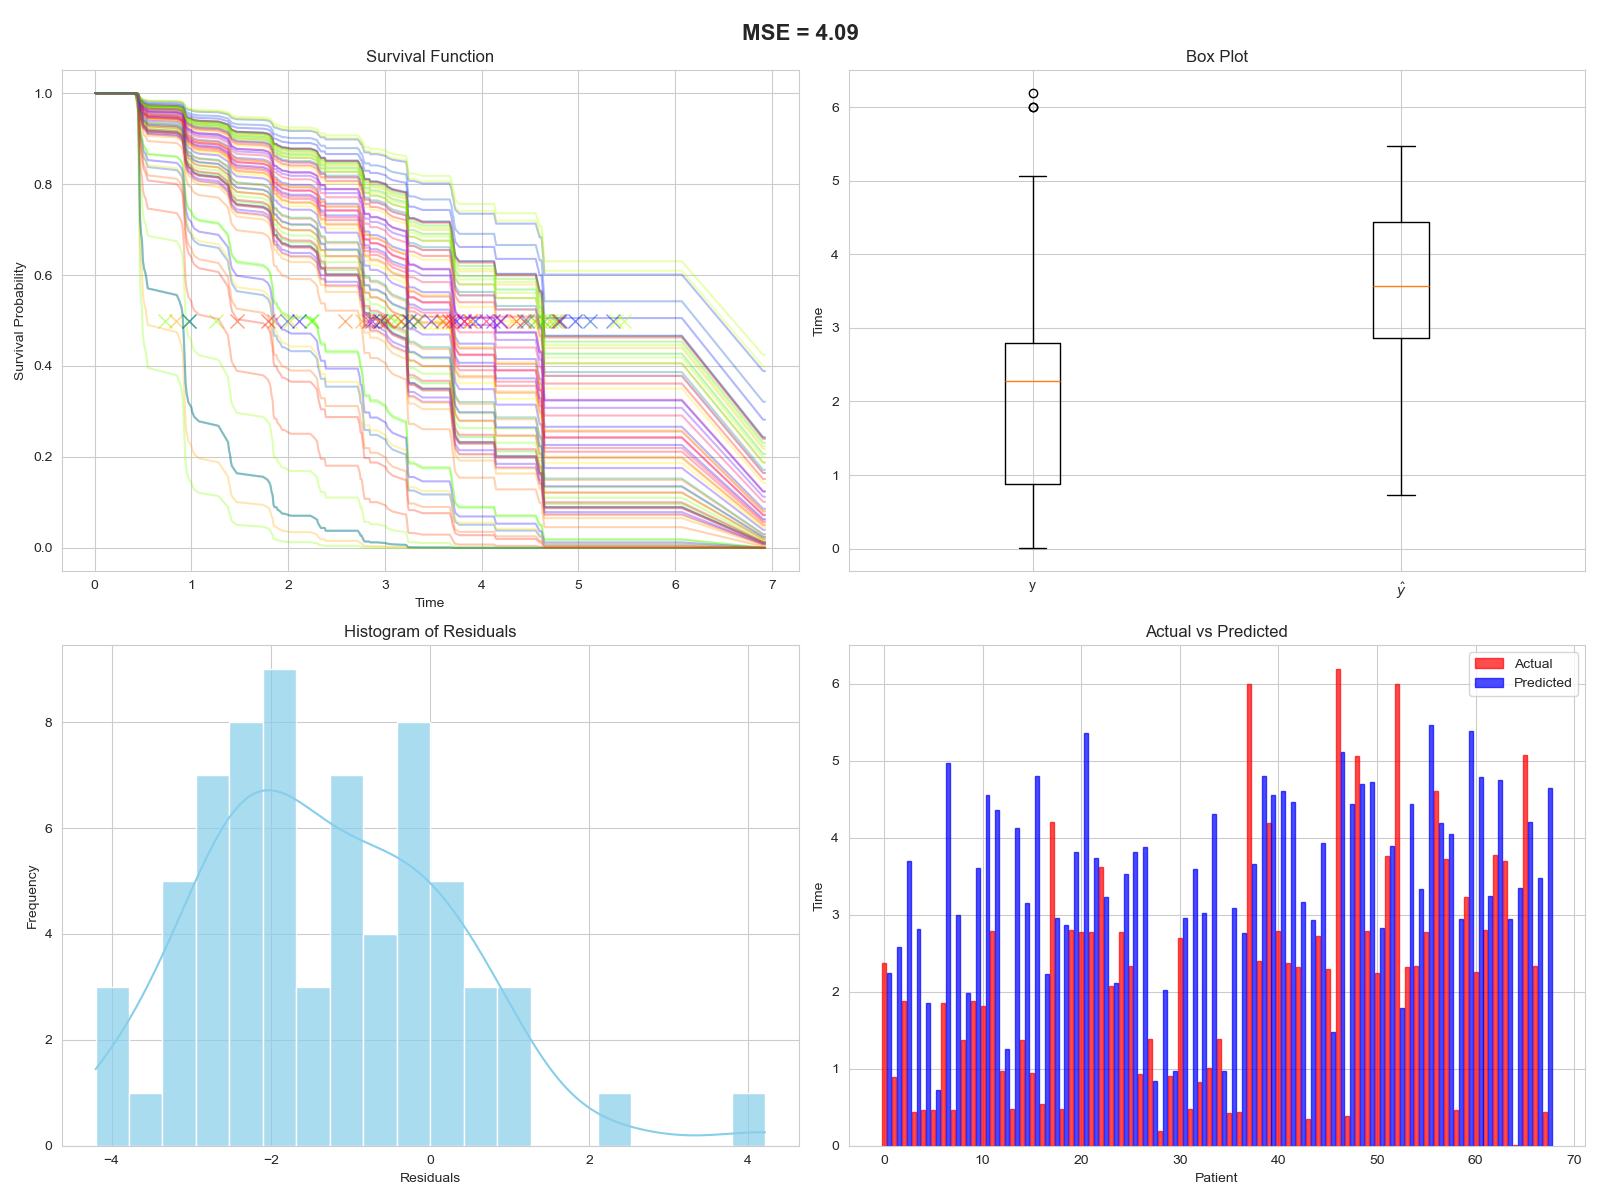 MSE = 4.09
Survival Function
Survival Probability
1.0
0.8
0.6
0.4
0.2
0.0
0 1 2 3 4 5 6 7
Time
Box Plot
Time
6
5
4
3
2
1
0
y ŷ
Histogram of Residuals
Frequency
8
6
4
2
0
−4 −2 0 2 4
Residuals
Actual vs Predicted
Actual
Predicted
Time
6
5
4
3
2
1
0
0 10 20 30 40 50 60 70
Patient